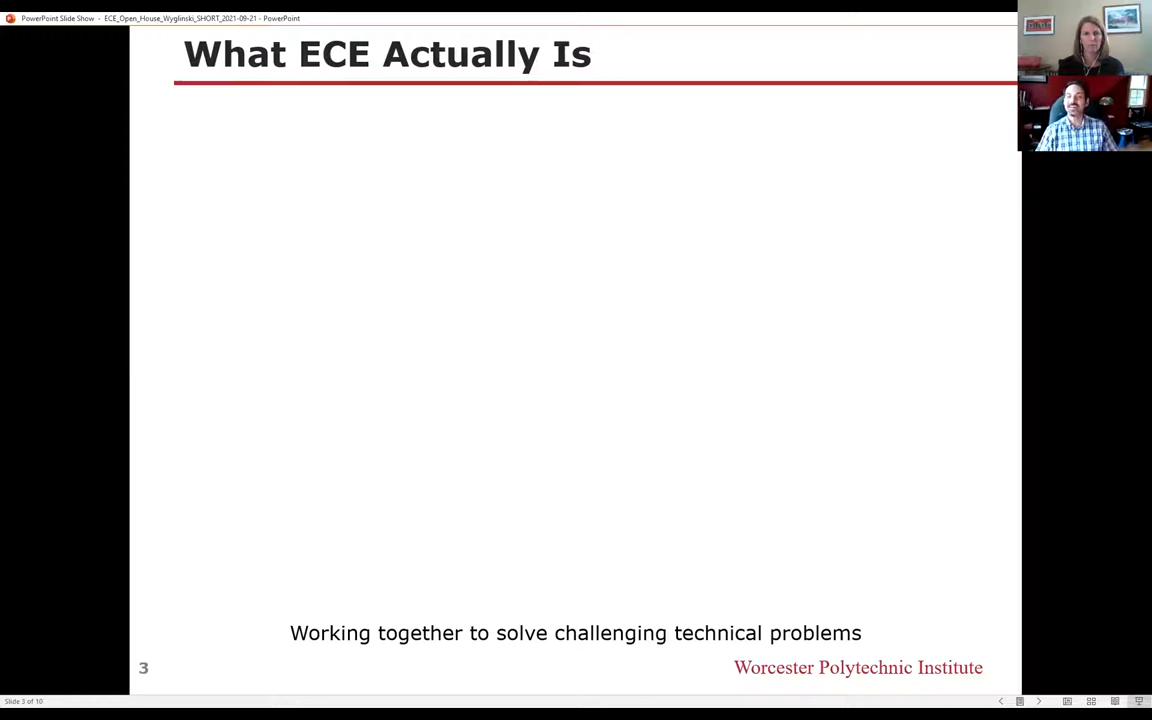 PowerPoint Slide Show - ECE_Open_House_Wyglinski_SHORT_2021-09-21 - PowerPoint
What ECE Actually Is
Working together to solve challenging technical problems
3
Worcester Polytechnic Institute
Slide 3 of 10